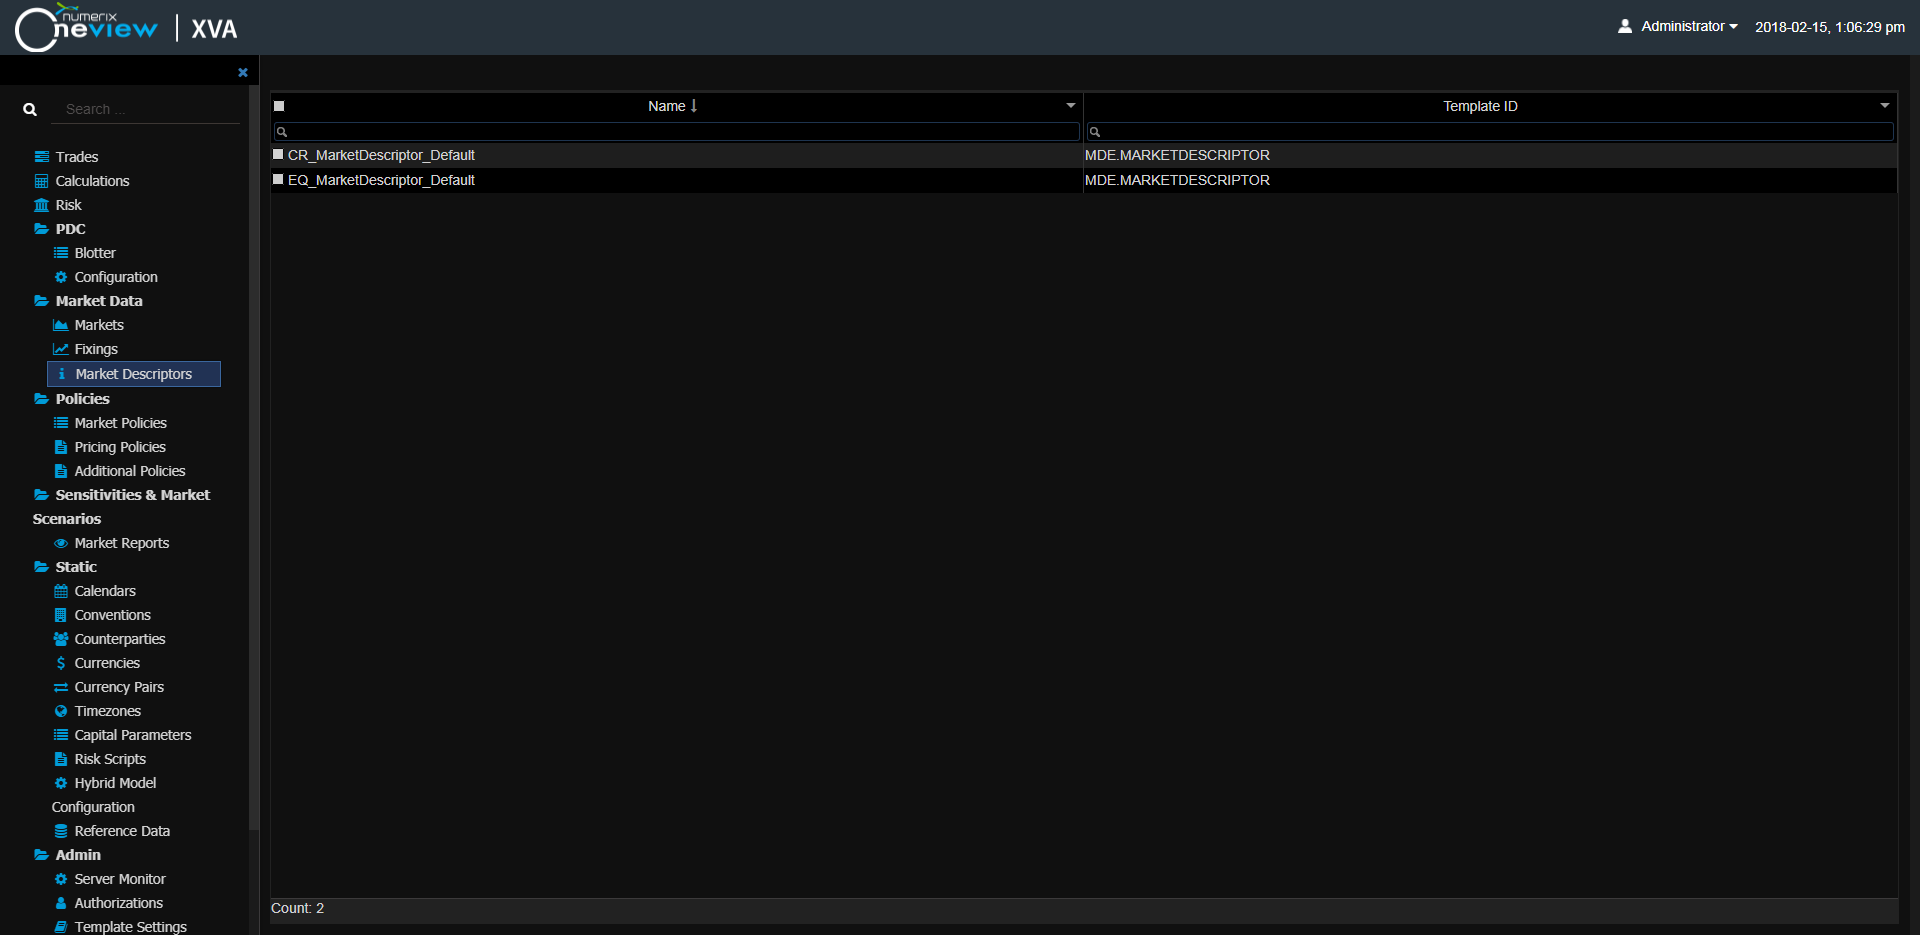 numerix
Oneview | XVA
Administrator
2018-02-15, 1:06:29 pm
Search ...
Trades
Calculations
Risk
PDC
Blotter
Configuration
Market Data
Markets
Fixings
Market Descriptors
Policies
Market Policies
Pricing Policies
Additional Policies
Sensitivities & Market
Scenarios
Market Reports
Static
Calendars
Conventions
Counterparties
Currencies
Currency Pairs
Timezones
Capital Parameters
Risk Scripts
Hybrid Model
Configuration
Reference Data
Admin
Server Monitor
Authorizations
Template Settings
Name Template ID
CR_MarketDescriptor_Default MDE.MARKETDESCRIPTOR
EQ_MarketDescriptor_Default MDE.MARKETDESCRIPTOR
Count: 2